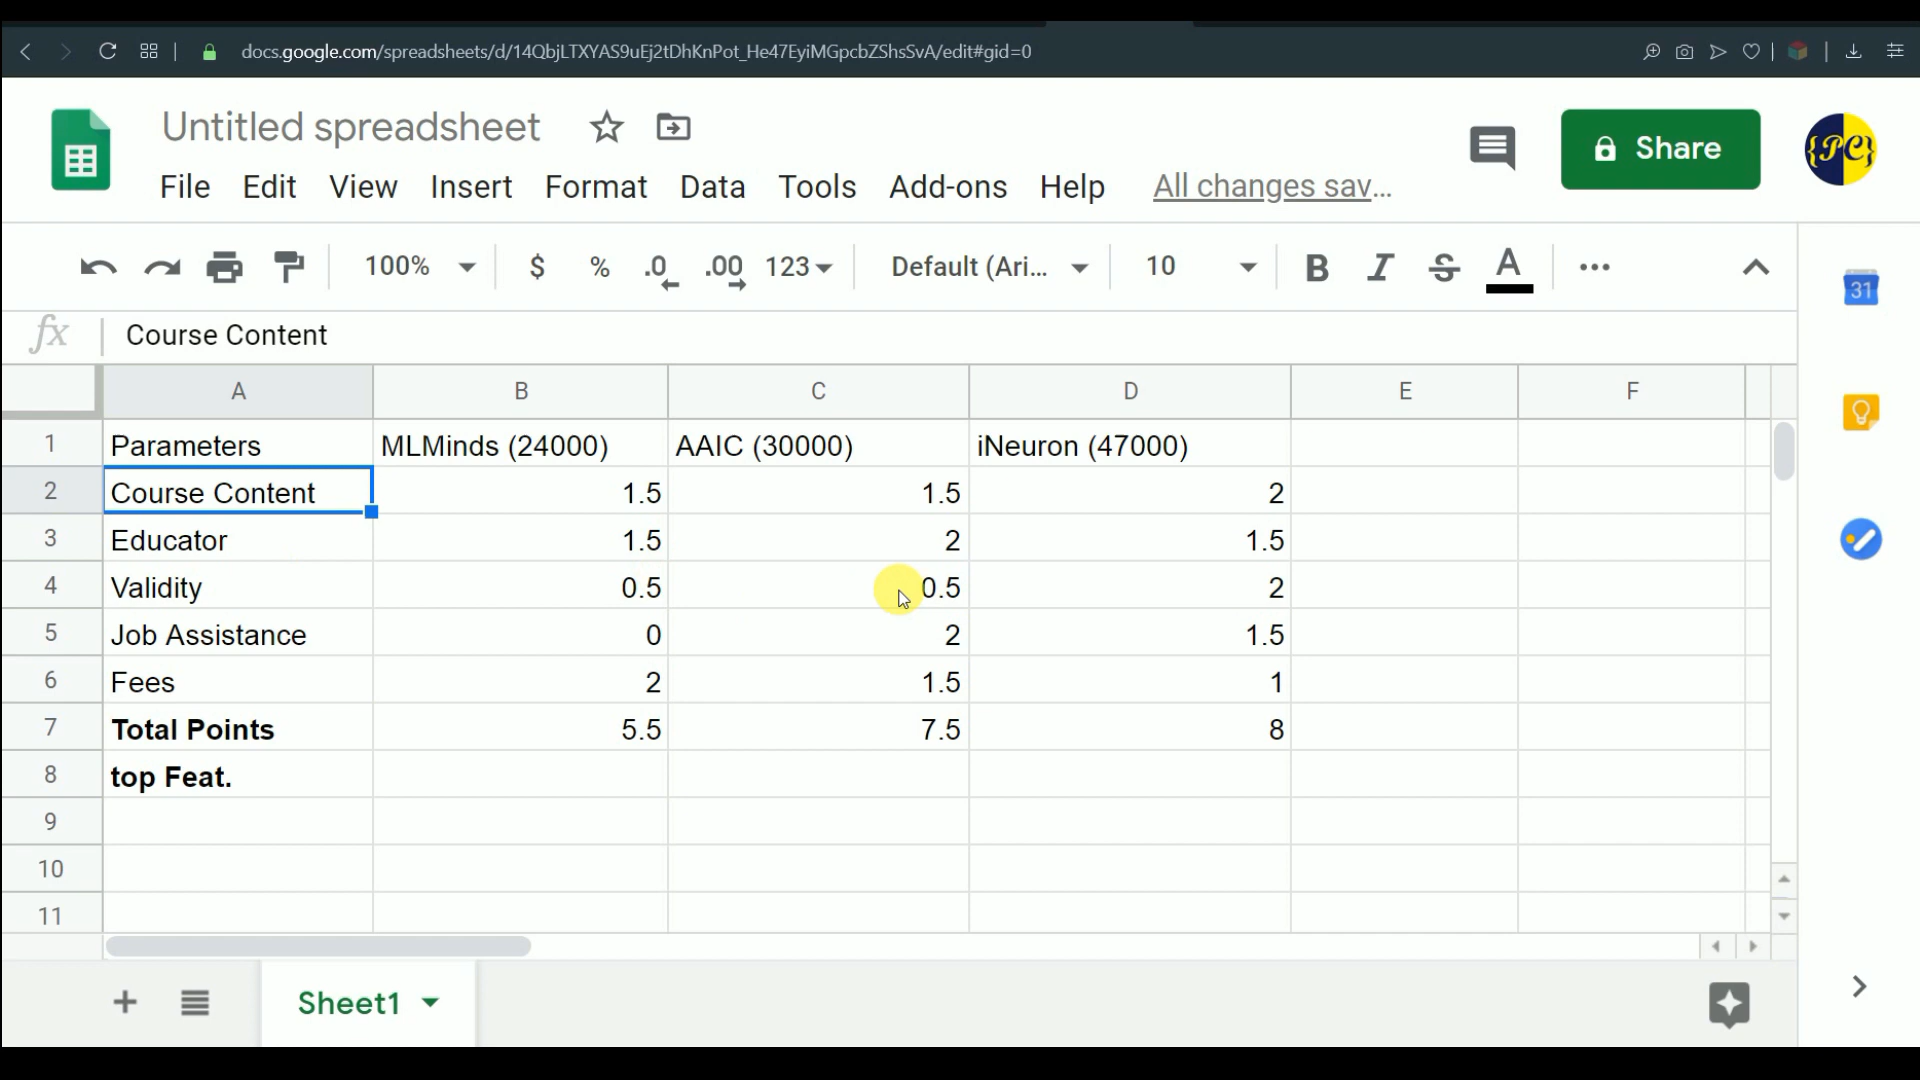 docs.google.com/spreadsheets/d/14QbjLTXYAS9uEj2tDhKnPot_He47EyiMGpcbZShsSvA/edit#gid=0
Untitled spreadsheet
Share
{PC}
File Edit View Insert Format Data Tools Add-ons Help All changes sav...
100% $ % .0 .00 123 Default (Ari... 10 B I S A
31
fx Course Content
A B C D E F
1 Parameters MLMinds (24000) AAIC (30000) iNeuron (47000)
2 Course Content 1.5 1.5 2
3 Educator 1.5 2 1.5
4 Validity 0.5 0.5 2
5 Job Assistance 0 2 1.5
6 Fees 2 1.5 1
7 Total Points 5.5 7.5 8
8 top Feat.
9
10
11
Sheet1